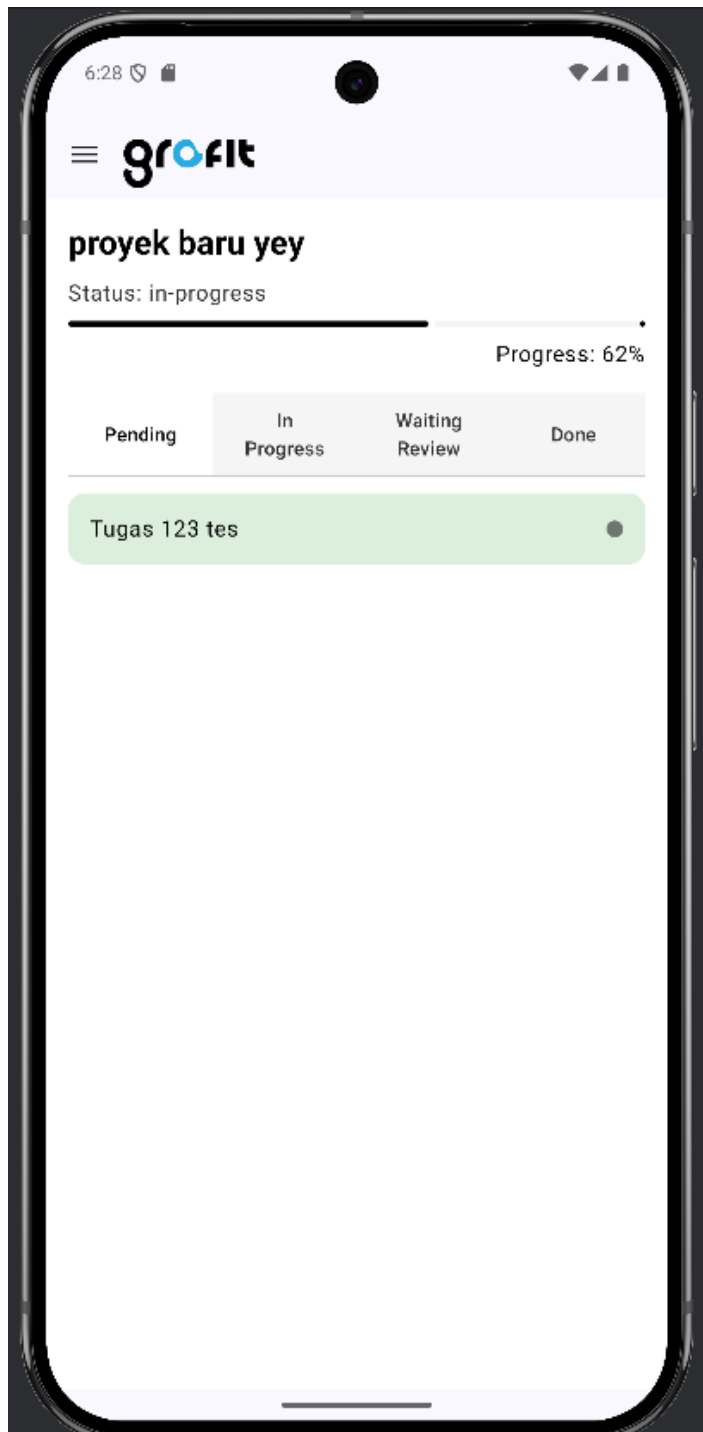 6:28
grofit
proyek baru yey
Status: in-progress
Progress: 62%
Pending
In
Progress
Waiting
Review
Done
Tugas 123 tes